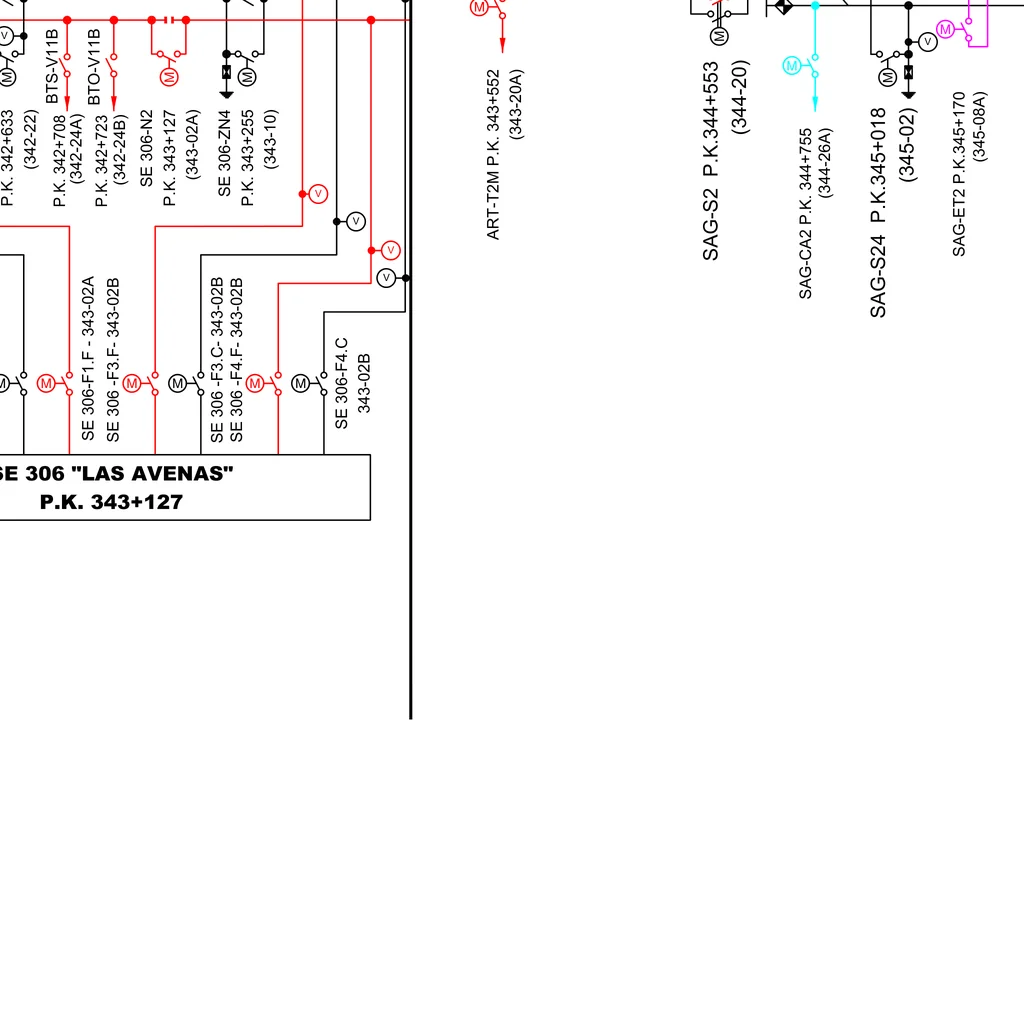 P.K. 342+633
(342-22)
BTS-V11B
P.K. 342+708
(342-24A)
BTO-V11B
P.K. 342+723
(342-24B)
SE 306-N2
P.K. 343+127
(343-02A)
SE 306-ZN4
P.K. 343+255
(343-10)
ART-T2M P.K. 343+552
(343-20A)
SAG-S2 P.K.344+553
(344-20)
SAG-CA2 P.K. 344+755
(344-26A)
SAG-S24 P.K.345+018
(345-02)
SAG-ET2 P.K.345+170
(345-08A)
M
M
M
M
M
M
M
M
V
V
V
V
V
V
SE 306-F1.F - 343-02A
SE 306 -F3.F- 343-02B
SE 306 -F3.C- 343-02B
SE 306 -F4.F- 343-02B
SE 306-F4.C
343-02B
M
M
M
M
M
M
SE 306 "LAS AVENAS"
P.K. 343+127